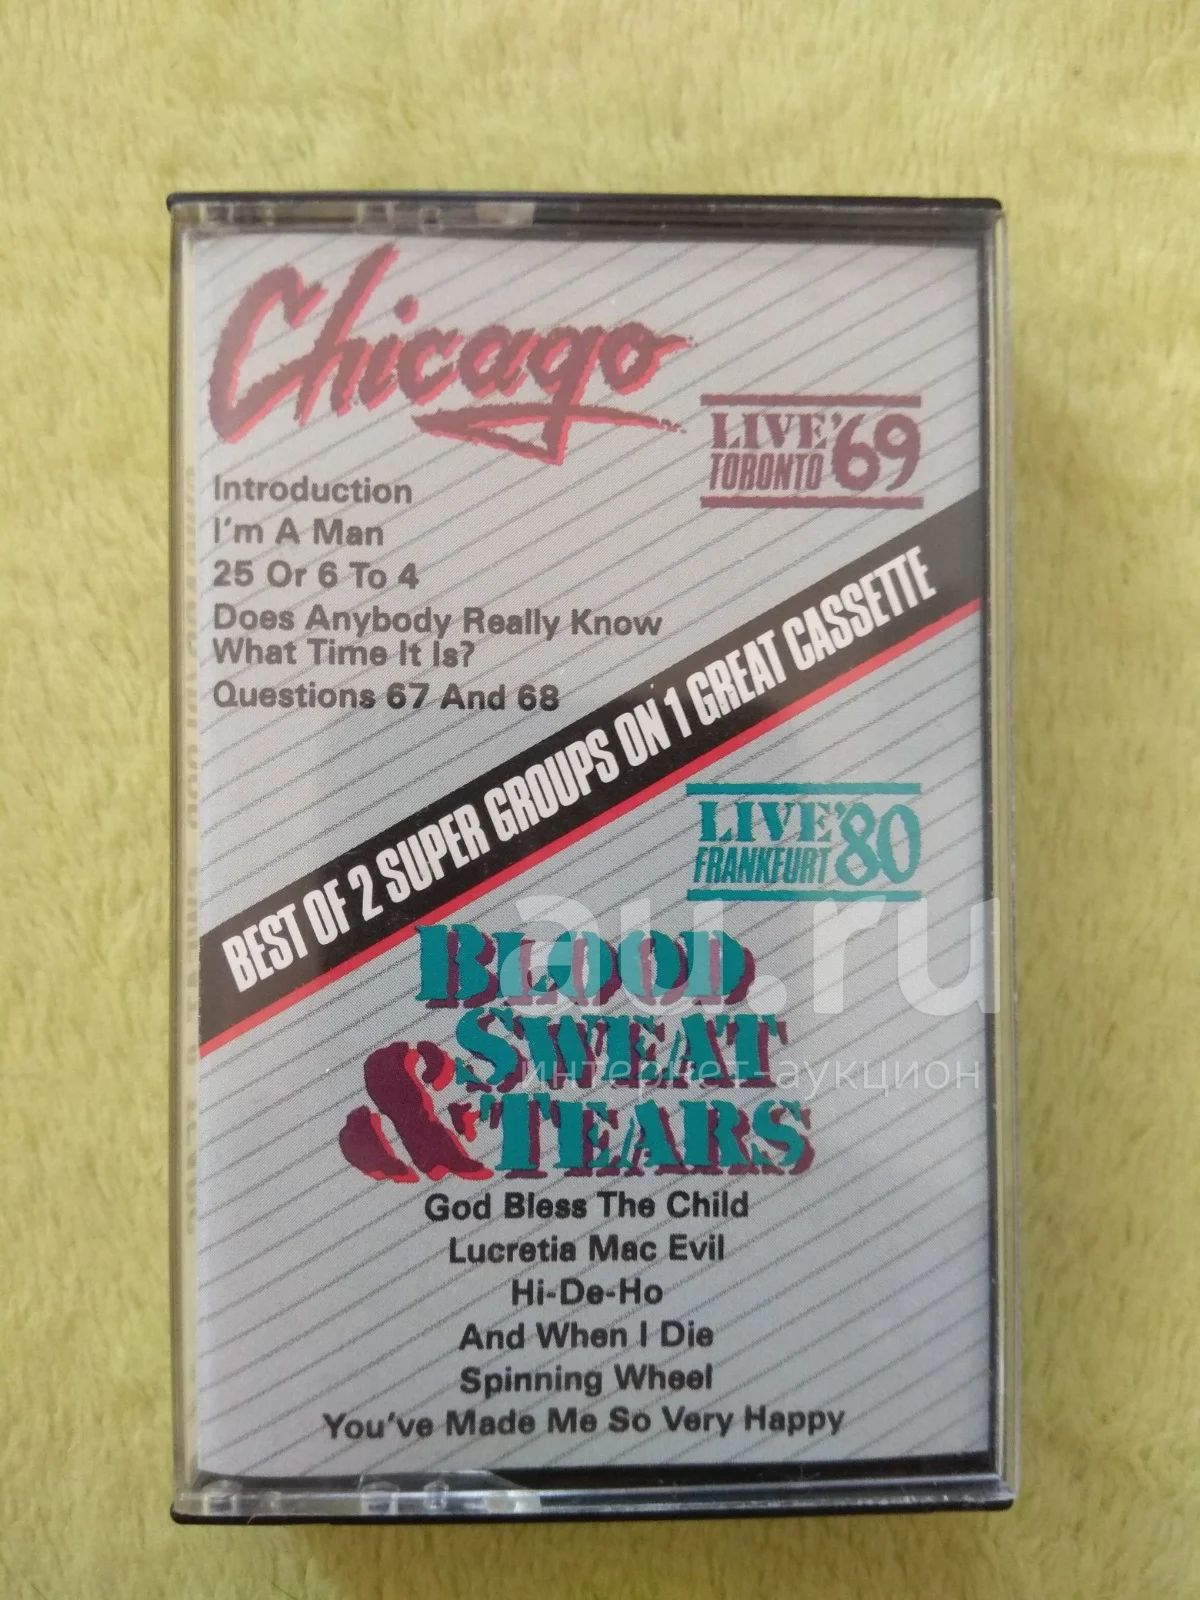 Chicago
LIVE '69
TORONTO
Introduction
I'm A Man
25 Or 6 To 4
Does Anybody Really Know
What Time It Is?
Questions 67 And 68
BEST OF 2 SUPER GROUPS ON 1 GREAT CASSETTE
LIVE '80
FRANKFURT
BLOOD
SWEAT
& TEARS
au.ru
интернет-аукцион
God Bless The Child
Lucretia Mac Evil
Hi-De-Ho
And When I Die
Spinning Wheel
You've Made Me So Very Happy